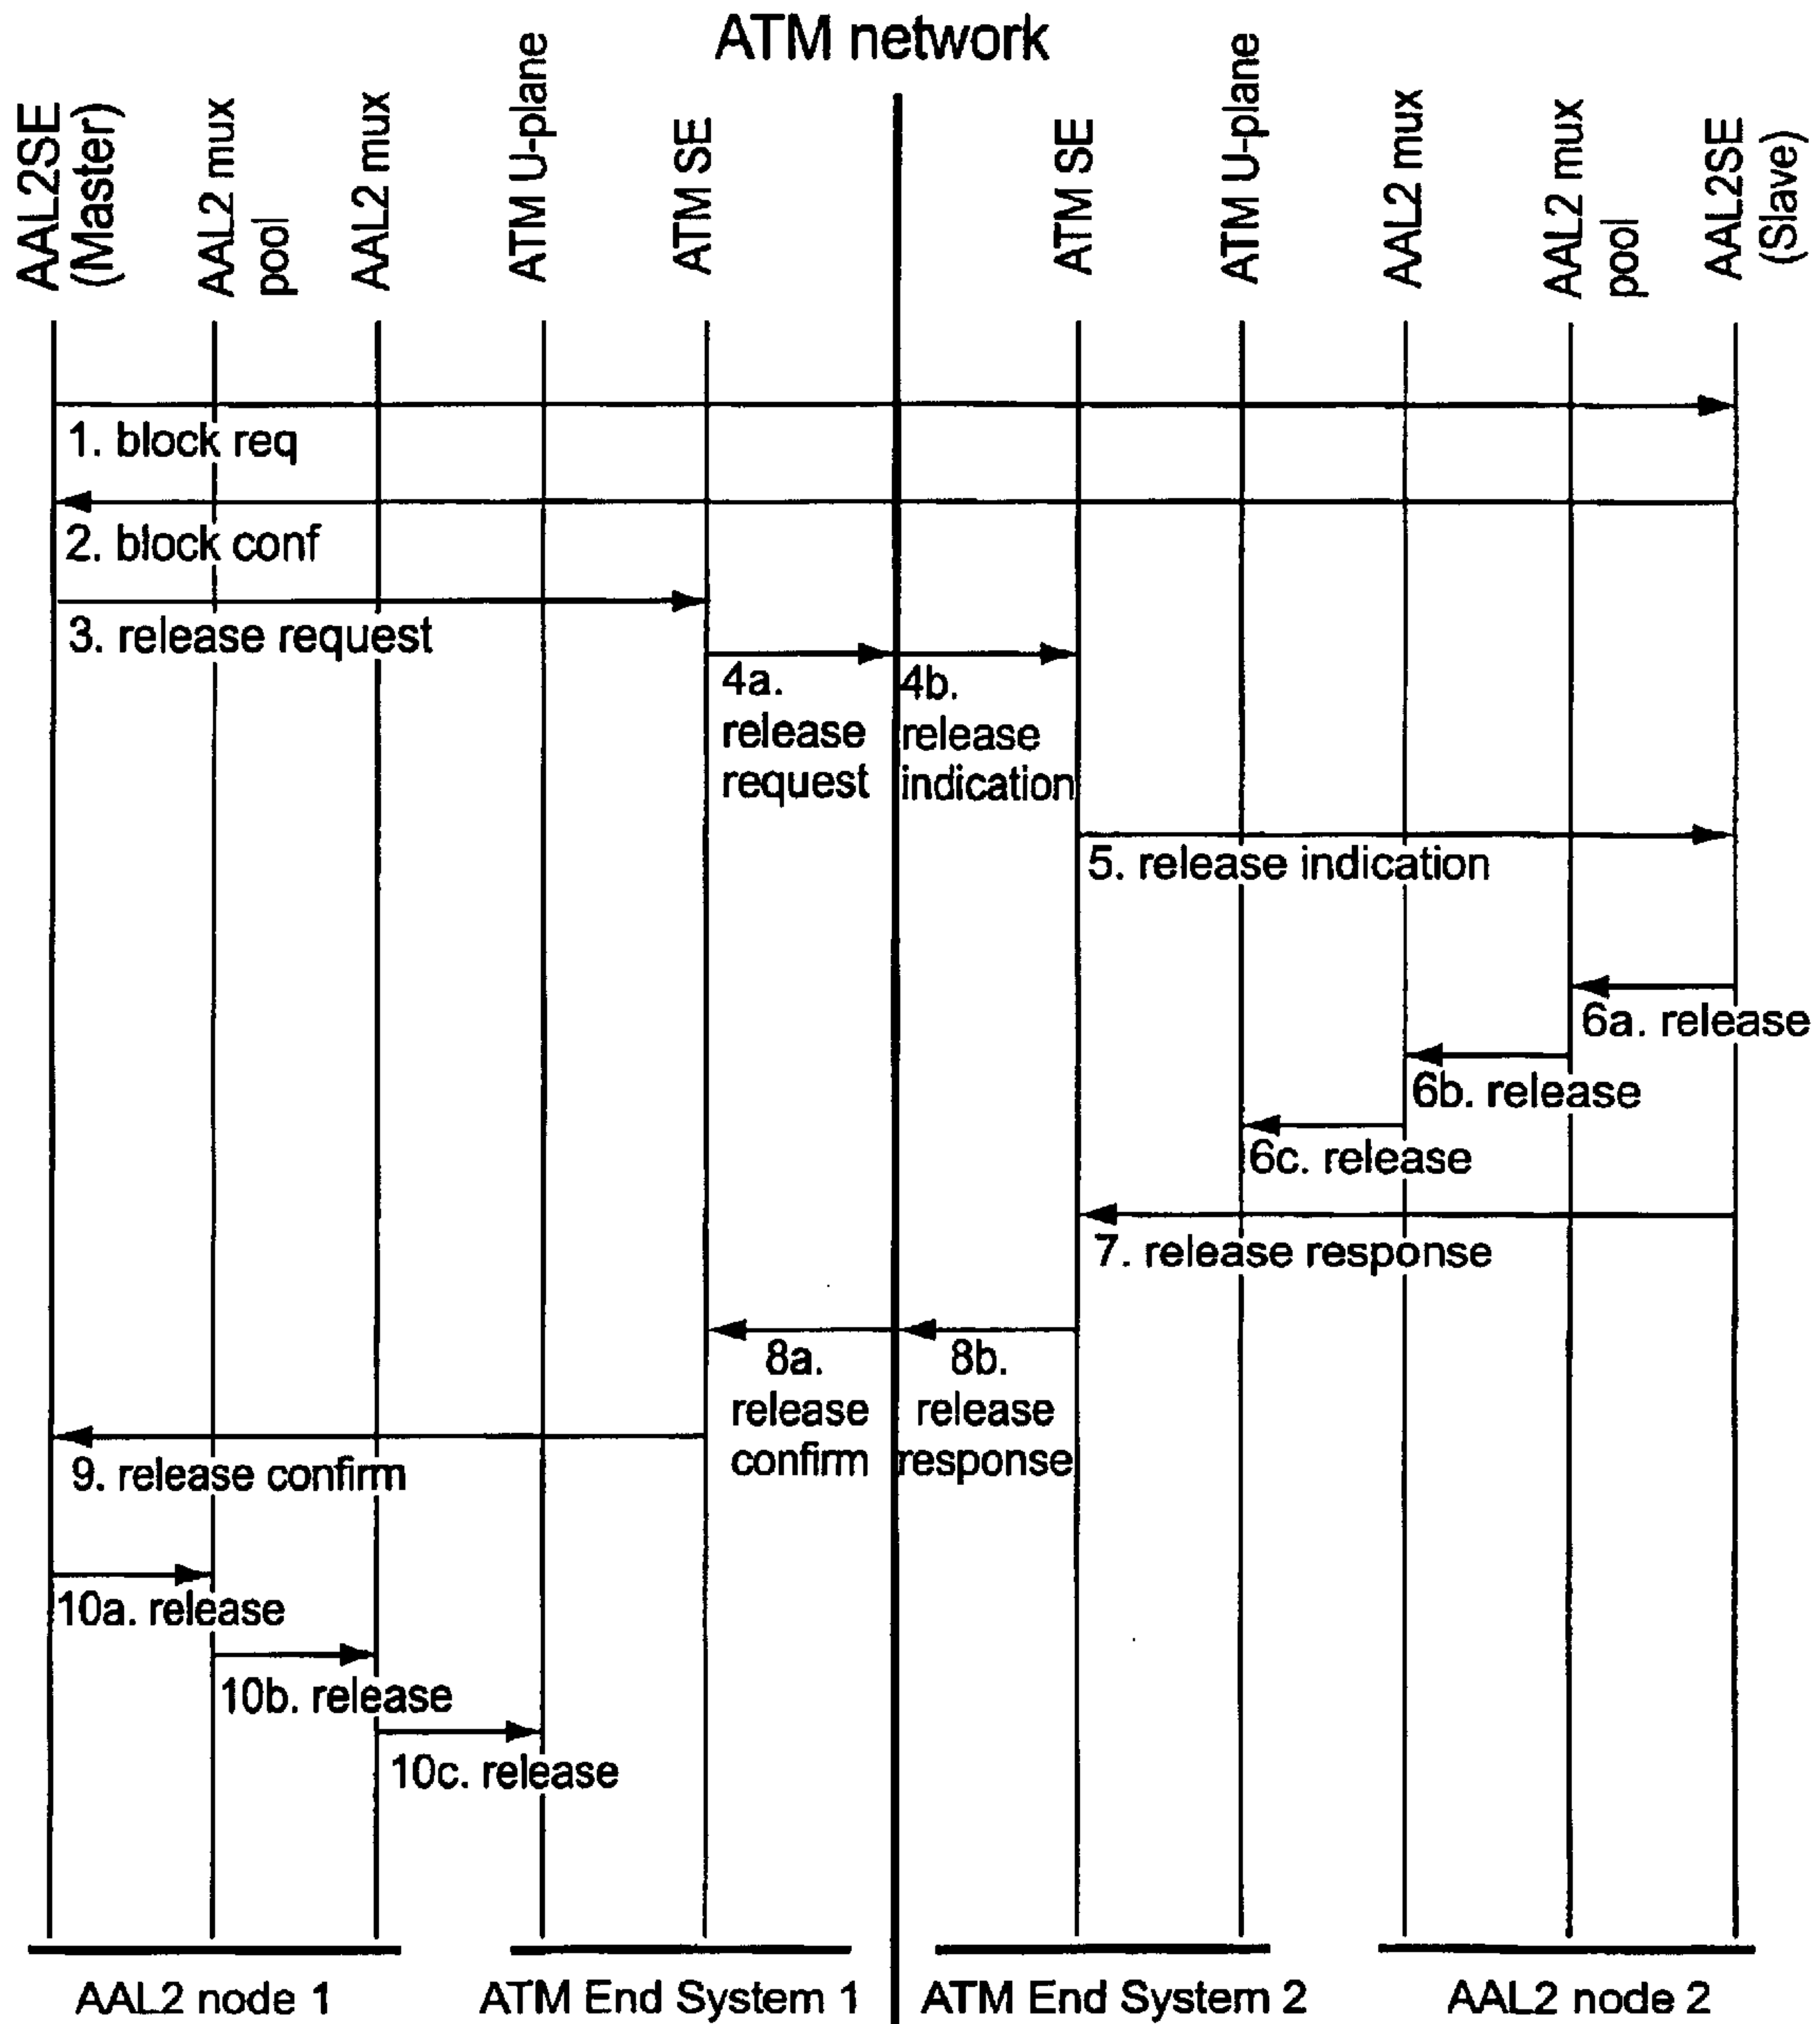 ATM network
AAL2SE
(Master)
AAL2 mux
pool
AAL2 mux
ATM U-plane
ATM SE
ATM SE
ATM U-plane
AAL2 mux
AAL2 mux
pool
AAL2SE
(Slave)
1. block req
2. block conf
3. release request
4a.
release
request
4b.
release
indication
5. release indication
6a. release
6b. release
6c. release
7. release response
8a.
release
confirm
8b.
release
response
9. release confirm
10a. release
10b. release
10c. release
AAL2 node 1
ATM End System 1
ATM End System 2
AAL2 node 2